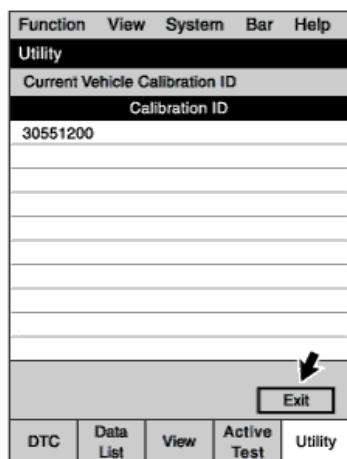 Function View System Bar Help
Utility
Current Vehicle Calibration ID
Calibration ID
30551200
Exit
DTC Data List View Active Test Utility